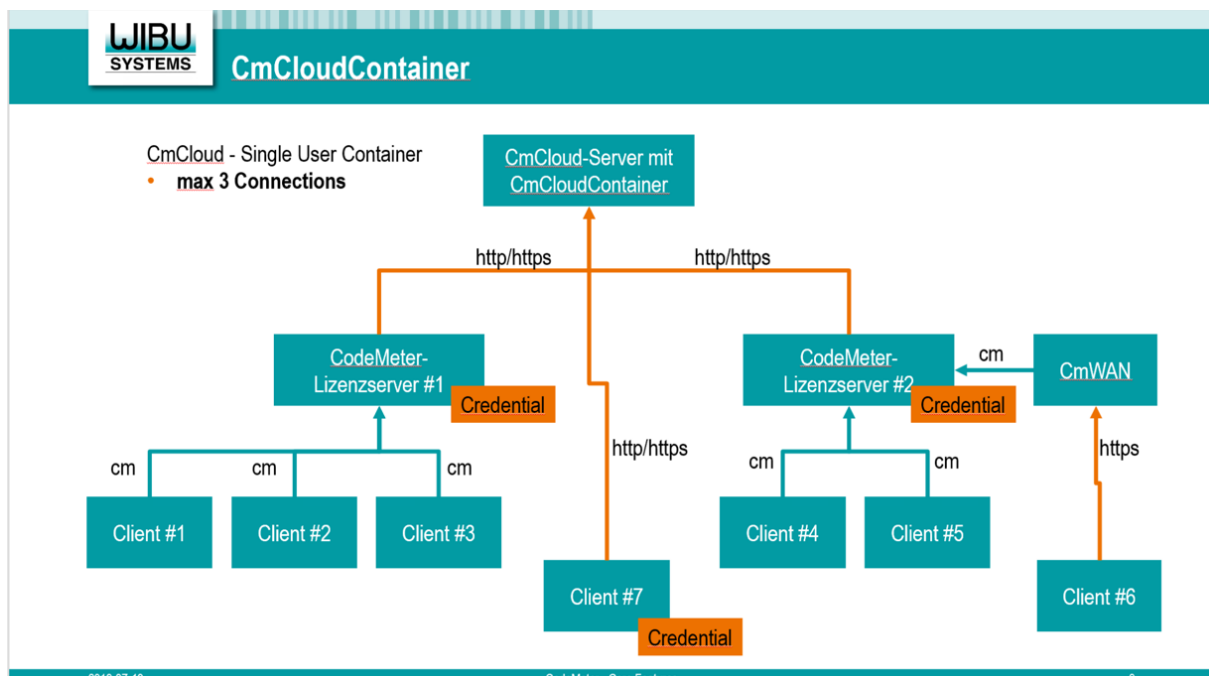 WIBU
SYSTEMS
CmCloudContainer
CmCloud - Single User Container
• max 3 Connections
CmCloud-Server mit
CmCloudContainer
http/https
http/https
CodeMeter-
Lizenzserver #1
Credential
CodeMeter-
Lizenzserver #2
Credential
cm
CmWAN
cm
cm
cm
http/https
cm
cm
https
Client #1
Client #2
Client #3
Client #4
Client #5
Client #7
Credential
Client #6